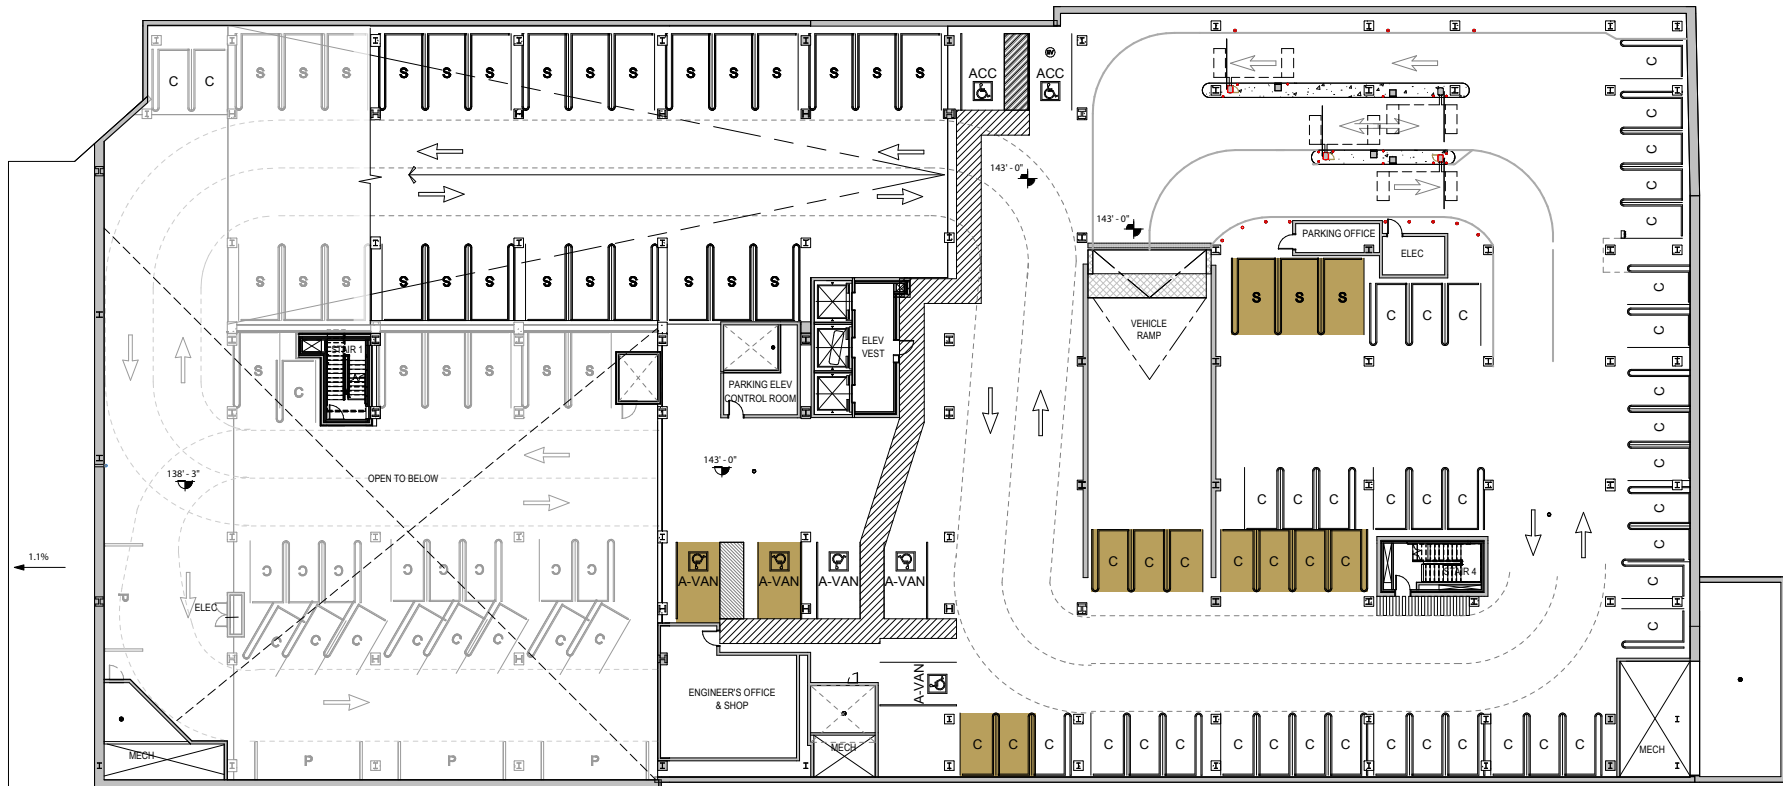 ACC ACC
BV
C C S S S S S S S S S S S S S S S
C
C
C
C
C
143' - 0"
143' - 0"
PARKING OFFICE
ELEC
S S S S S S S S S S S S
S S S
C C C
C
C
VEHICLE
RAMP
STAIR 1
ELEV
VEST
S S S S S S
C
PARKING ELEV
CONTROL ROOM
C
C
C
C
138' - 3"
OPEN TO BELOW
143' - 0"
C C C
C C C
C
C
1.1%
C C C C C C C C
A-VAN A-VAN A-VAN A-VAN
C C C
C C C C
STAIR 4
C
C
P
ELEC
C C C C C C C C
A-VAN
ENGINEER'S OFFICE
& SHOP
MECH
P P P
MECH
C C C C C C C C C C C C C C C C
MECH